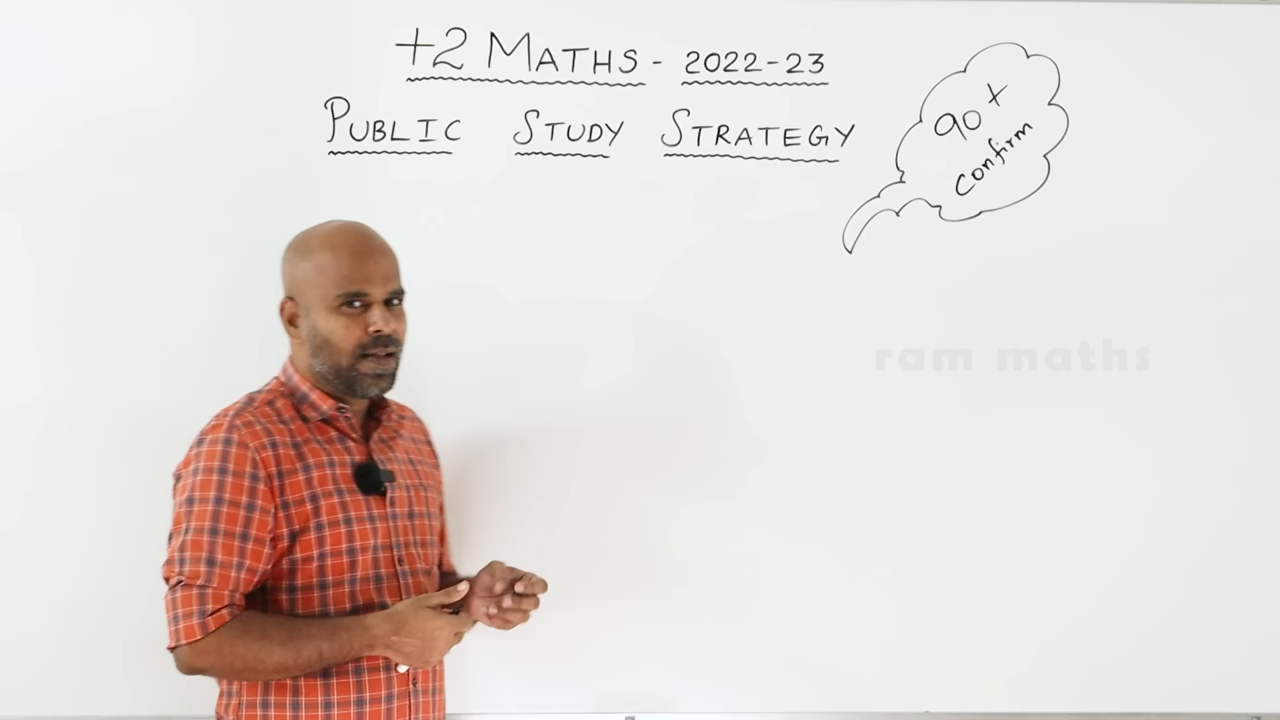 +2 MATHS - 2022-23
PUBLIC STUDY STRATEGY
90+
confirm
ram maths